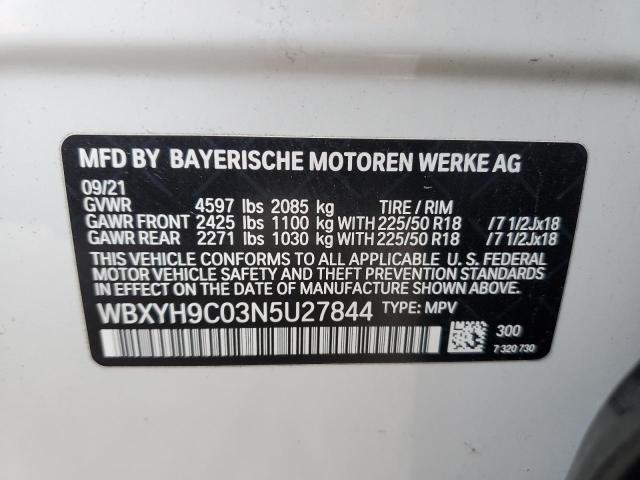 MFD BY BAYERISCHE MOTOREN WERKE AG
09/21
GVWR 4597 lbs 2085 kg TIRE / RIM
GAWR FRONT 2425 lbs 1100 kg WITH 225/50 R18 /7 1/2Jx18
GAWR REAR 2271 lbs 1030 kg WITH 225/50 R18 /7 1/2Jx18
THIS VEHICLE CONFORMS TO ALL APPLICABLE U. S. FEDERAL
MOTOR VEHICLE SAFETY AND THEFT PREVENTION STANDARDS
IN EFFECT ON THE DATE OF MANUFACTURE SHOWN ABOVE.
WBXYH9C03N5U27844 TYPE: MPV
300
7 320 730